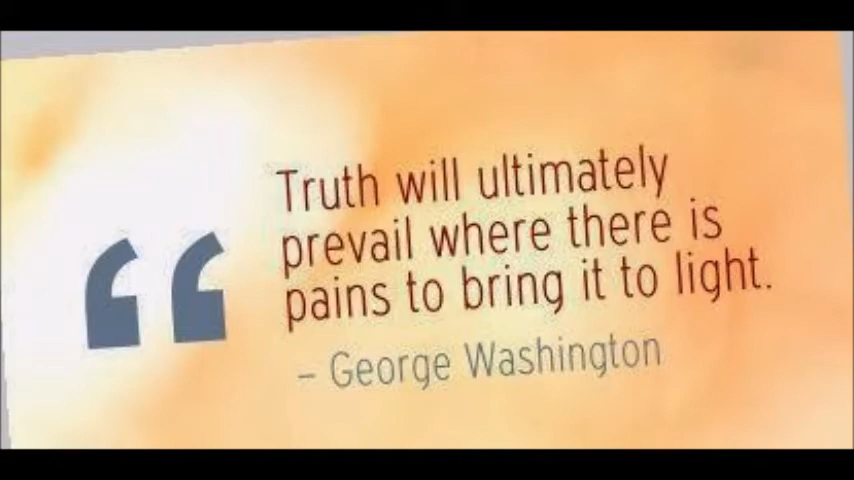 “
Truth will ultimately
prevail where there is
pains to bring it to light.
– George Washington